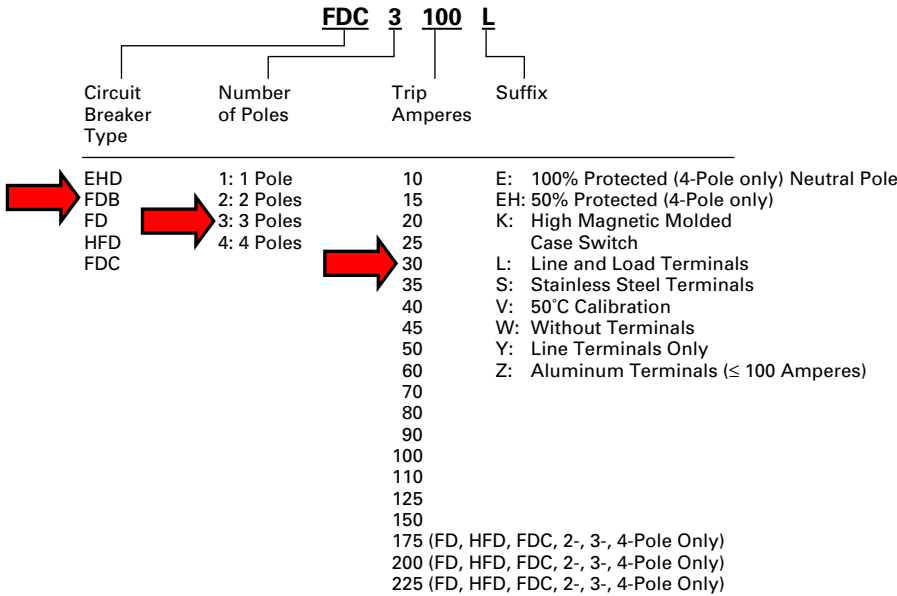 FDC 3 100 L
Circuit Breaker Type
Number of Poles
Trip Amperes
Suffix
EHD
FDB
FD
HFD
FDC
1: 1 Pole
2: 2 Poles
3: 3 Poles
4: 4 Poles
10
15
20
25
30
35
40
45
50
60
70
80
90
100
110
125
150
175 (FD, HFD, FDC, 2-, 3-, 4-Pole Only)
200 (FD, HFD, FDC, 2-, 3-, 4-Pole Only)
225 (FD, HFD, FDC, 2-, 3-, 4-Pole Only)
E: 100% Protected (4-Pole only) Neutral Pole
EH: 50% Protected (4-Pole only)
K: High Magnetic Molded
Case Switch
L: Line and Load Terminals
S: Stainless Steel Terminals
V: 50°C Calibration
W: Without Terminals
Y: Line Terminals Only
Z: Aluminum Terminals (≤ 100 Amperes)